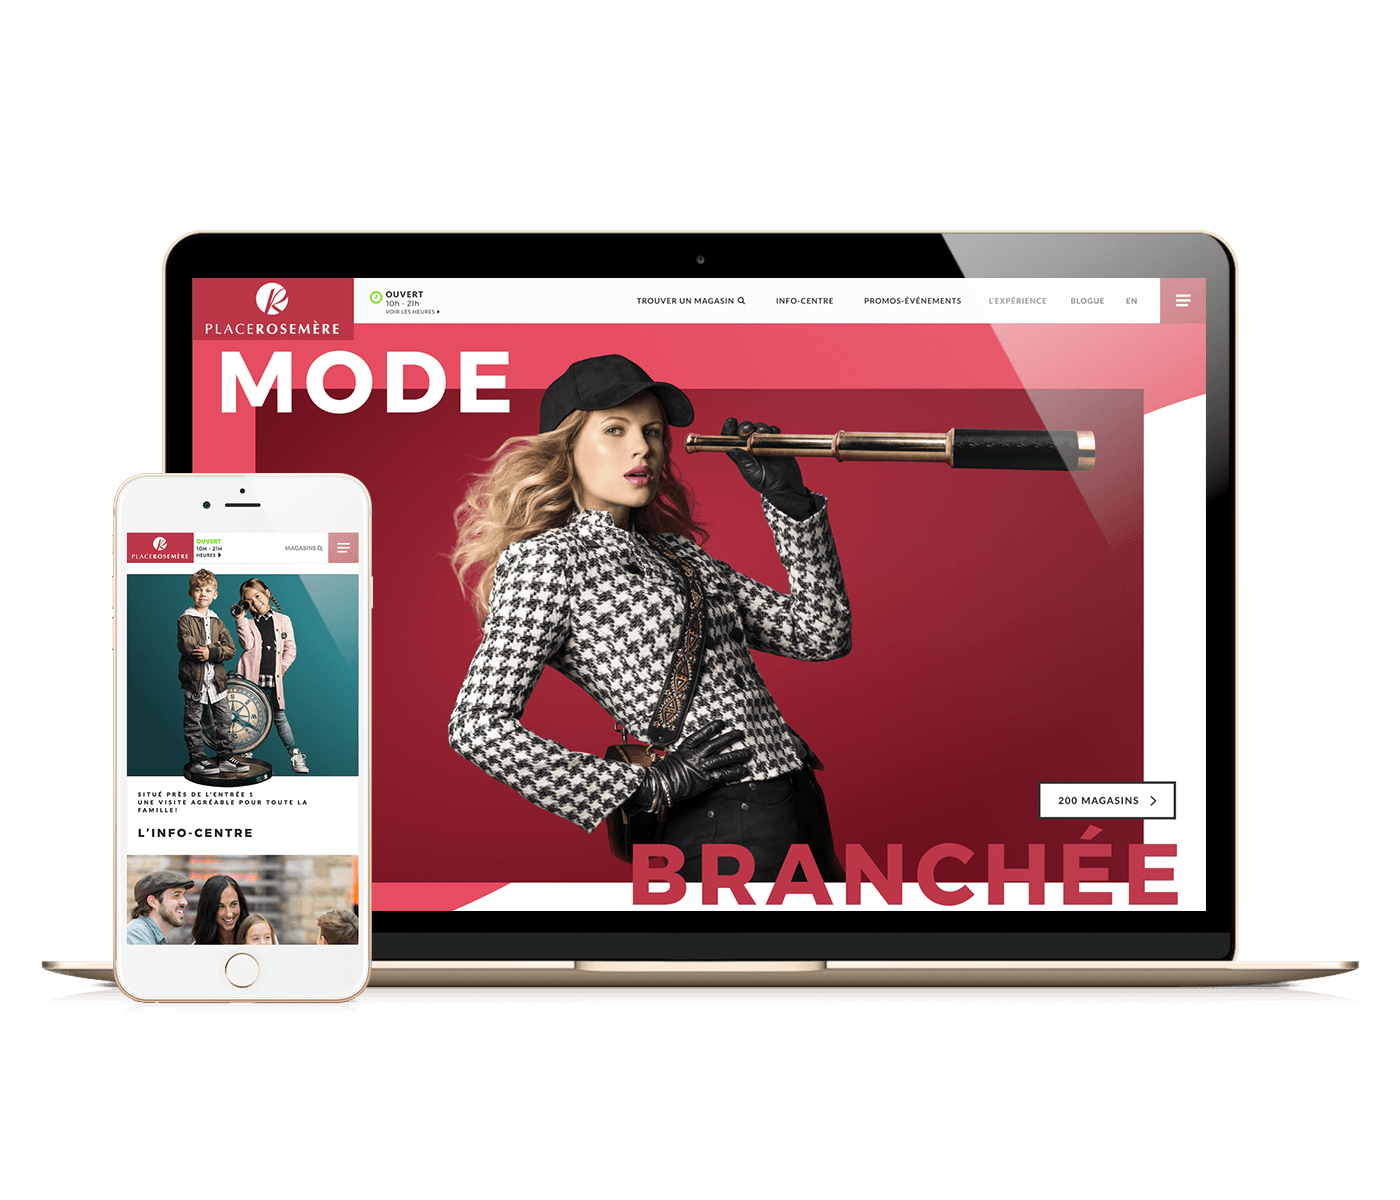 PLACEROSEMÈRE
OUVERT
10h - 21h
VOIR LES HEURES
TROUVER UN MAGASIN
INFO-CENTRE
PROMOS-ÉVÉNEMENTS
L'EXPÉRIENCE
BLOGUE
EN
MODE
200 MAGASINS
BRANCHÉE
PLACEROSEMÈRE
OUVERT
10H - 21H
HEURES
MAGASINS
SITUÉ PRÈS DE L'ENTRÉE 1
UNE VISITE AGRÉABLE POUR TOUTE LA
FAMILLE!
L'INFO-CENTRE